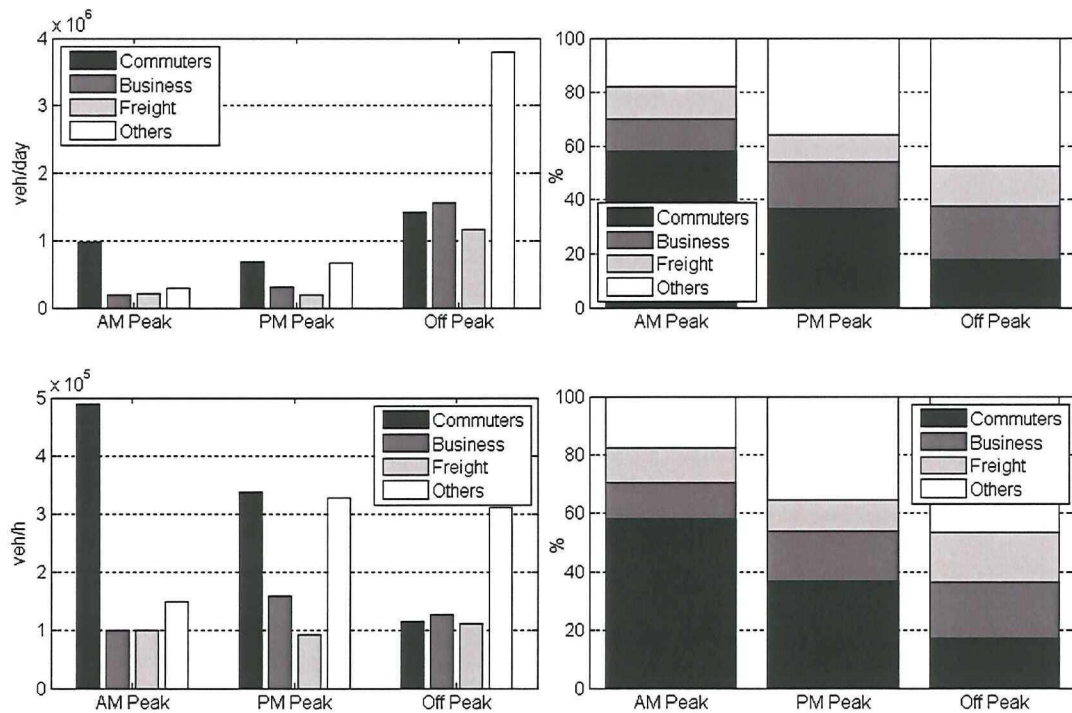 x 10^6
4
3
2
1
0
veh/day
Commuters
Business
Freight
Others
AM Peak
PM Peak
Off Peak
100
80
60
40
20
0
%
Commuters
Business
Freight
Others
AM Peak
PM Peak
Off Peak
x 10^5
5
4
3
2
1
0
veh/h
Commuters
Business
Freight
Others
AM Peak
PM Peak
Off Peak
100
80
60
40
20
0
%
Commuters
Business
Freight
Others
AM Peak
PM Peak
Off Peak